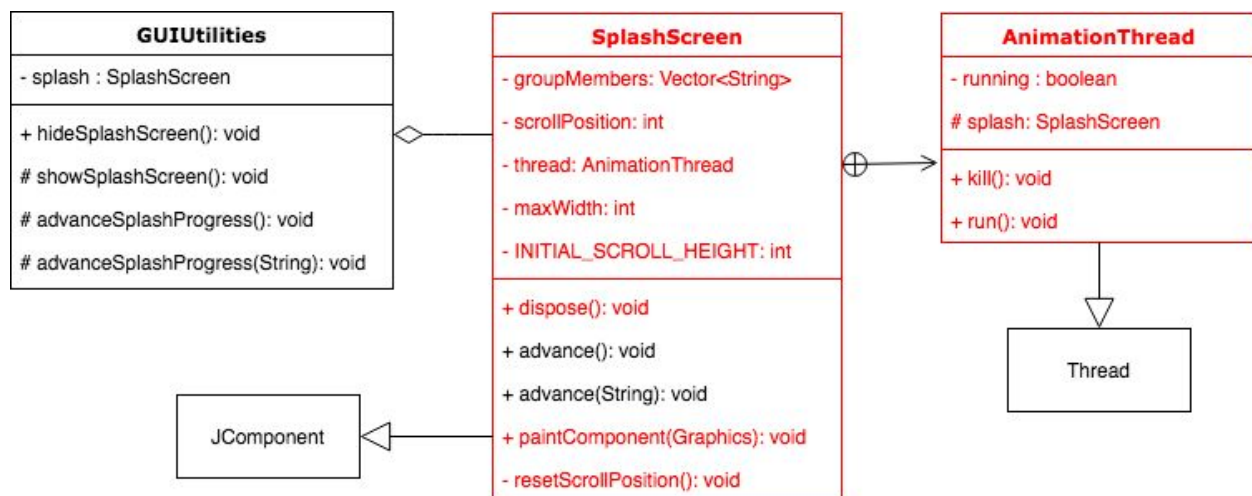 GUIUtilities
- splash : SplashScreen
+ hideSplashScreen(): void
# showSplashScreen(): void
# advanceSplashProgress(): void
# advanceSplashProgress(String): void
SplashScreen
- groupMembers: Vector<String>
- scrollPosition: int
- thread: AnimationThread
- maxWidth: int
- INITIAL_SCROLL_HEIGHT: int
+ dispose(): void
+ advance(): void
+ advance(String): void
+ paintComponent(Graphics): void
- resetScrollPosition(): void
AnimationThread
- running : boolean
# splash: SplashScreen
+ kill(): void
+ run(): void
Thread
JComponent